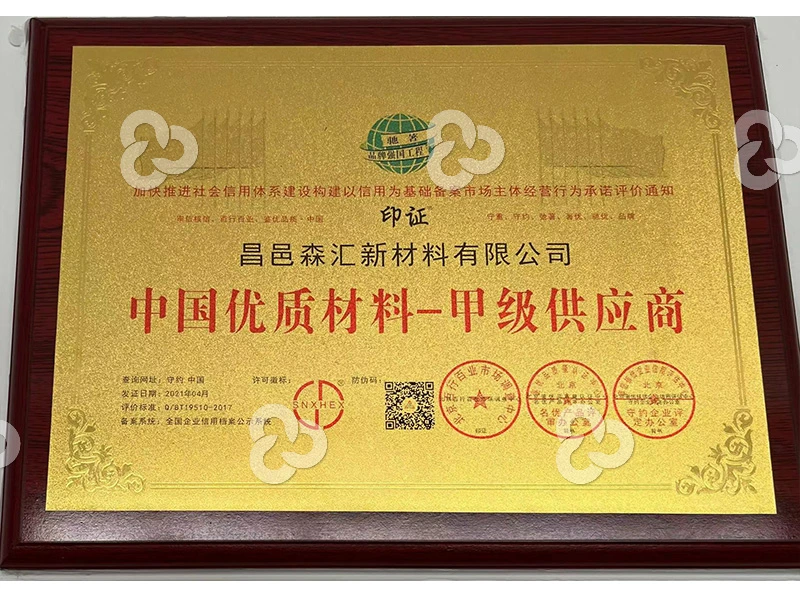 驰著
品牌强国工程
加快推进社会信用体系建设构建以信用为基础备案市场主体经营行为承诺评价通知
印证
昌邑森汇新材料有限公司
中国优质材料-甲级供应商
查询网址：守约.中国
发证日期：2021年04月
评价标准：Q/BT19510-2017
备案系统：全国企业信用档案公示系统
许可徽标：
SNXHEX
®
防伪码：
北京
名优产品评
审办公室
北京
守约企业评
定办公室